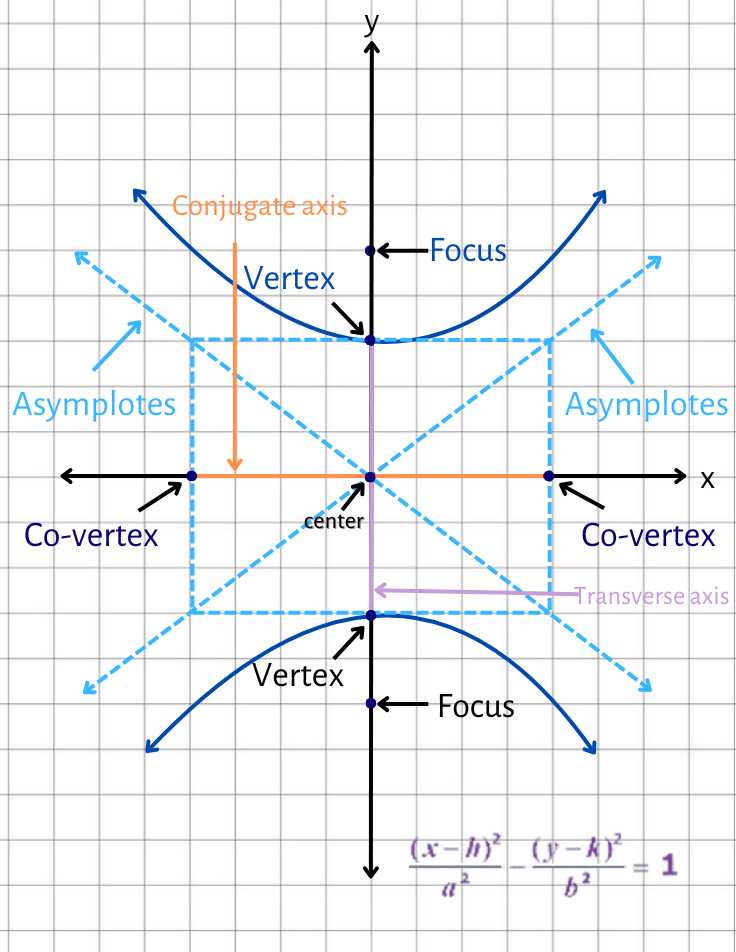 y
Conjugate axis
Focus
Vertex
Asymplotes
Asymplotes
x
center
Co-vertex
Co-vertex
Transverse axis
Vertex
Focus
(x-h)²/a² - (y-k)²/b² = 1